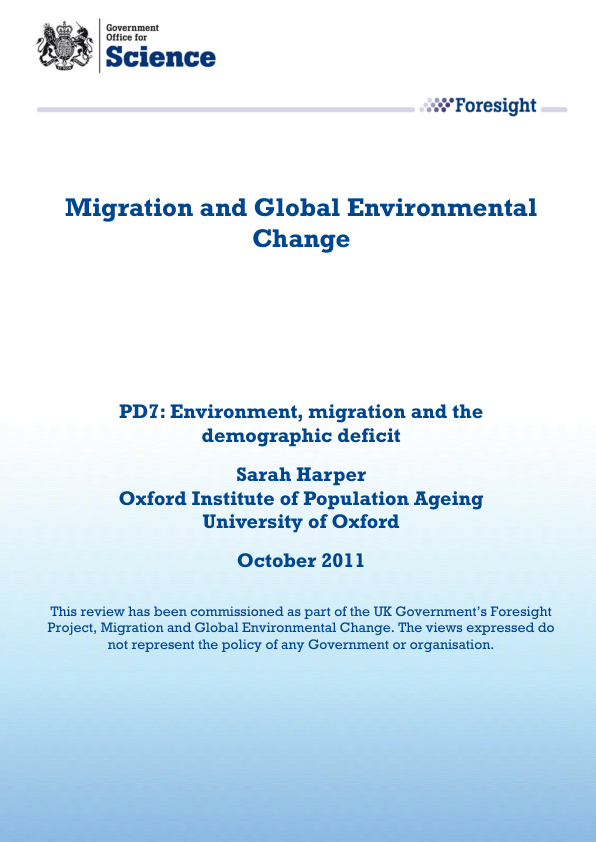 Government
Office for
Science
Foresight
Migration and Global Environmental
Change
PD7: Environment, migration and the
demographic deficit
Sarah Harper
Oxford Institute of Population Ageing
University of Oxford
October 2011
This review has been commissioned as part of the UK Government’s Foresight
Project, Migration and Global Environmental Change. The views expressed do
not represent the policy of any Government or organisation.